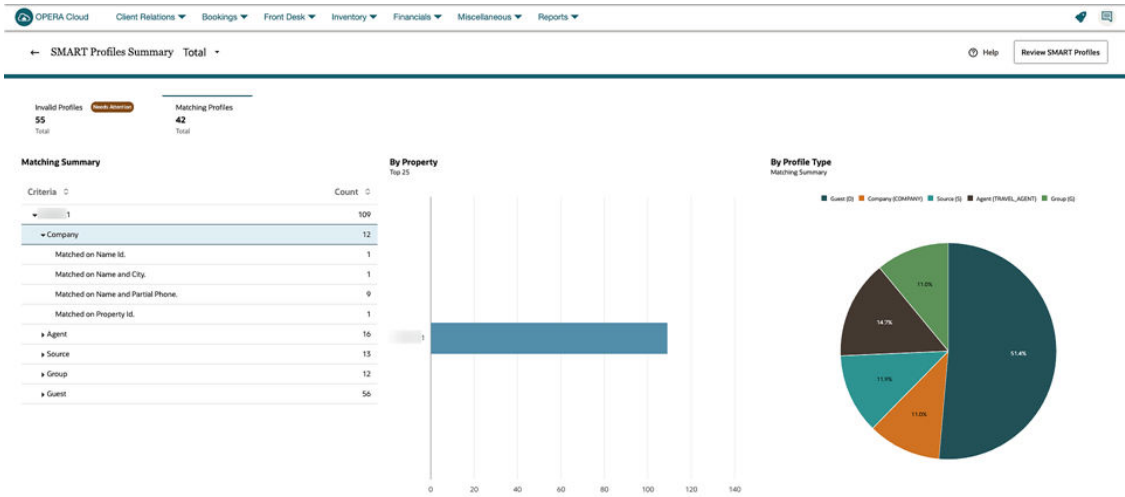 OPERA Cloud Client Relations Bookings Front Desk Inventory Financials Miscellaneous Reports
SMART Profiles Summary Total Help Review SMART Profiles
Invalid Profiles Needs Attention Matching Profiles
55 42
Total Total
Matching Summary
Criteria Count
1 109
Company 12
Matched on Name Id. 1
Matched on Name and City. 1
Matched on Name and Partial Phone. 9
Matched on Property Id. 1
Agent 16
Source 13
Group 12
Guest 56
By Property
Top 25
1
0 20 40 60 80 100 120 140
By Profile Type
Matching Summary
Guest (D) Company (COMPANY) Source (S) Agent (TRAVEL_AGENT) Group (G)
11.0%
14.7%
51.4%
11.9%
11.0%